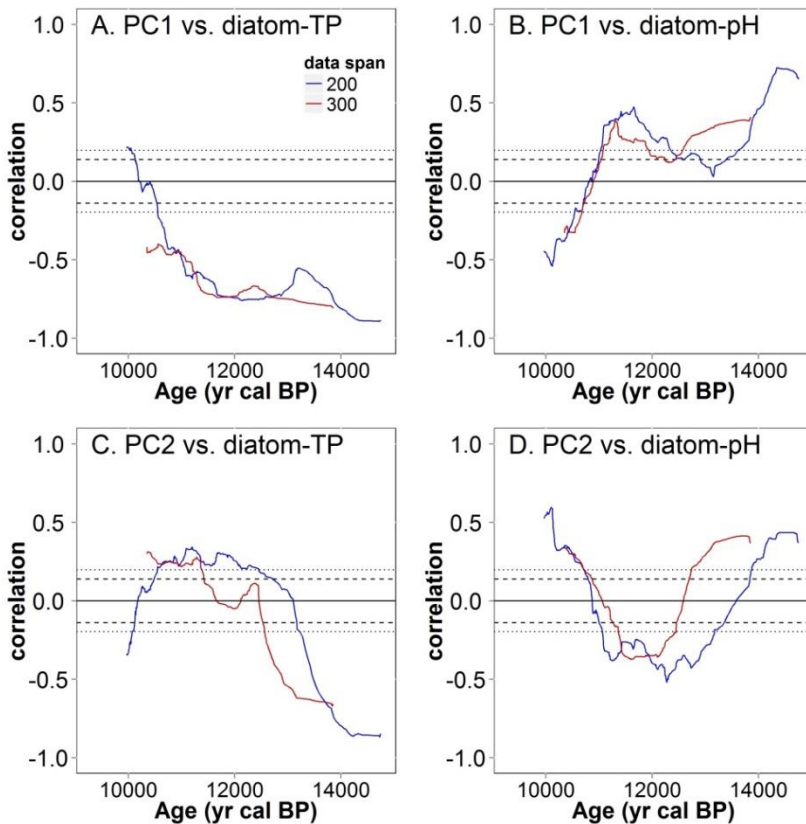 A. PC1 vs. diatom-TP
B. PC1 vs. diatom-pH
data span
200
300
1.0
0.5
0.0
-0.5
-1.0
correlation
10000 12000 14000
Age (yr cal BP)
1.0
0.5
0.0
-0.5
-1.0
correlation
10000 12000 14000
Age (yr cal BP)
C. PC2 vs. diatom-TP
D. PC2 vs. diatom-pH
1.0
0.5
0.0
-0.5
-1.0
correlation
10000 12000 14000
Age (yr cal BP)
1.0
0.5
0.0
-0.5
-1.0
correlation
10000 12000 14000
Age (yr cal BP)